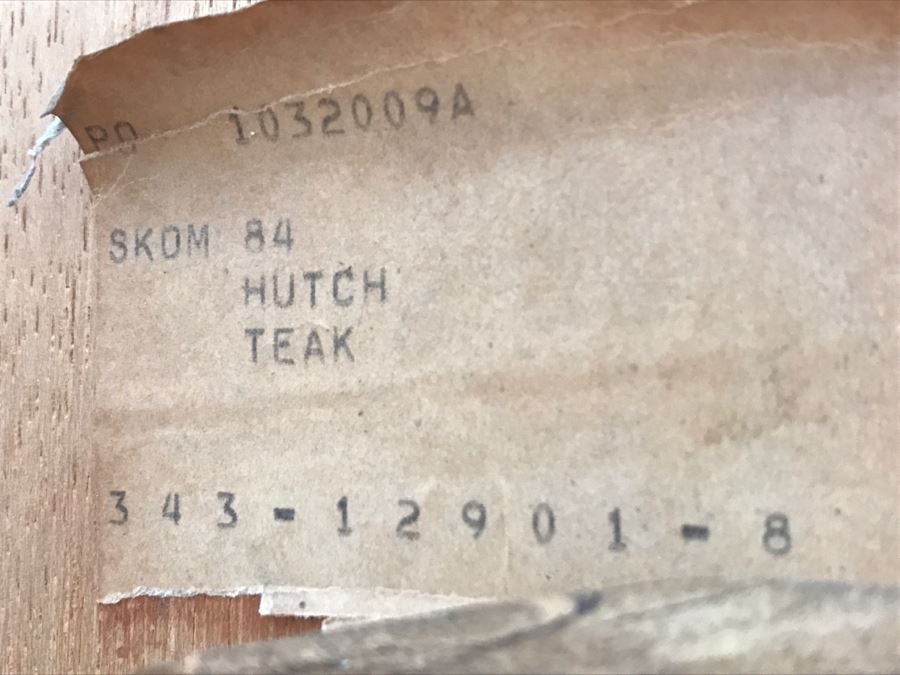 PO 1032009A
SKOM 84
HUTCH
TEAK
343-12901-8